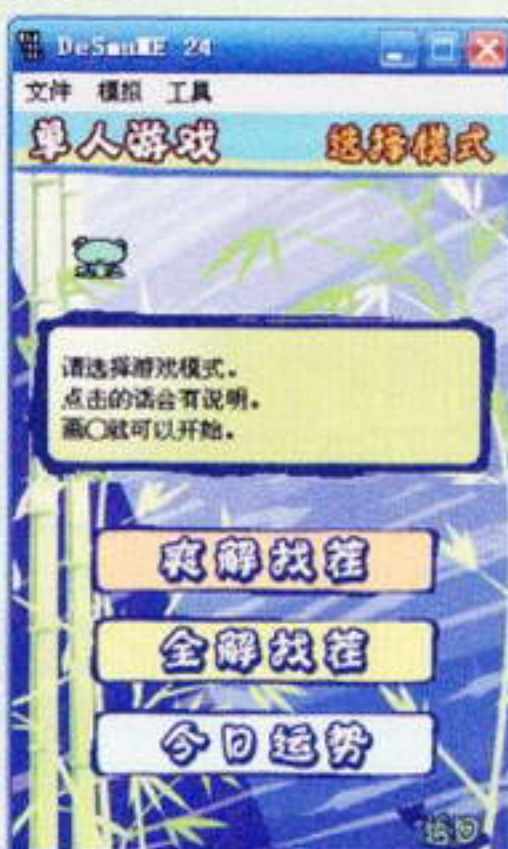 DeSmuME 24
文件 模拟 工具
单人游戏 选择模式
请选择游戏模式。
点击的话会有说明。
画○就可以开始。
爽解找茬
全解找茬
今日运势